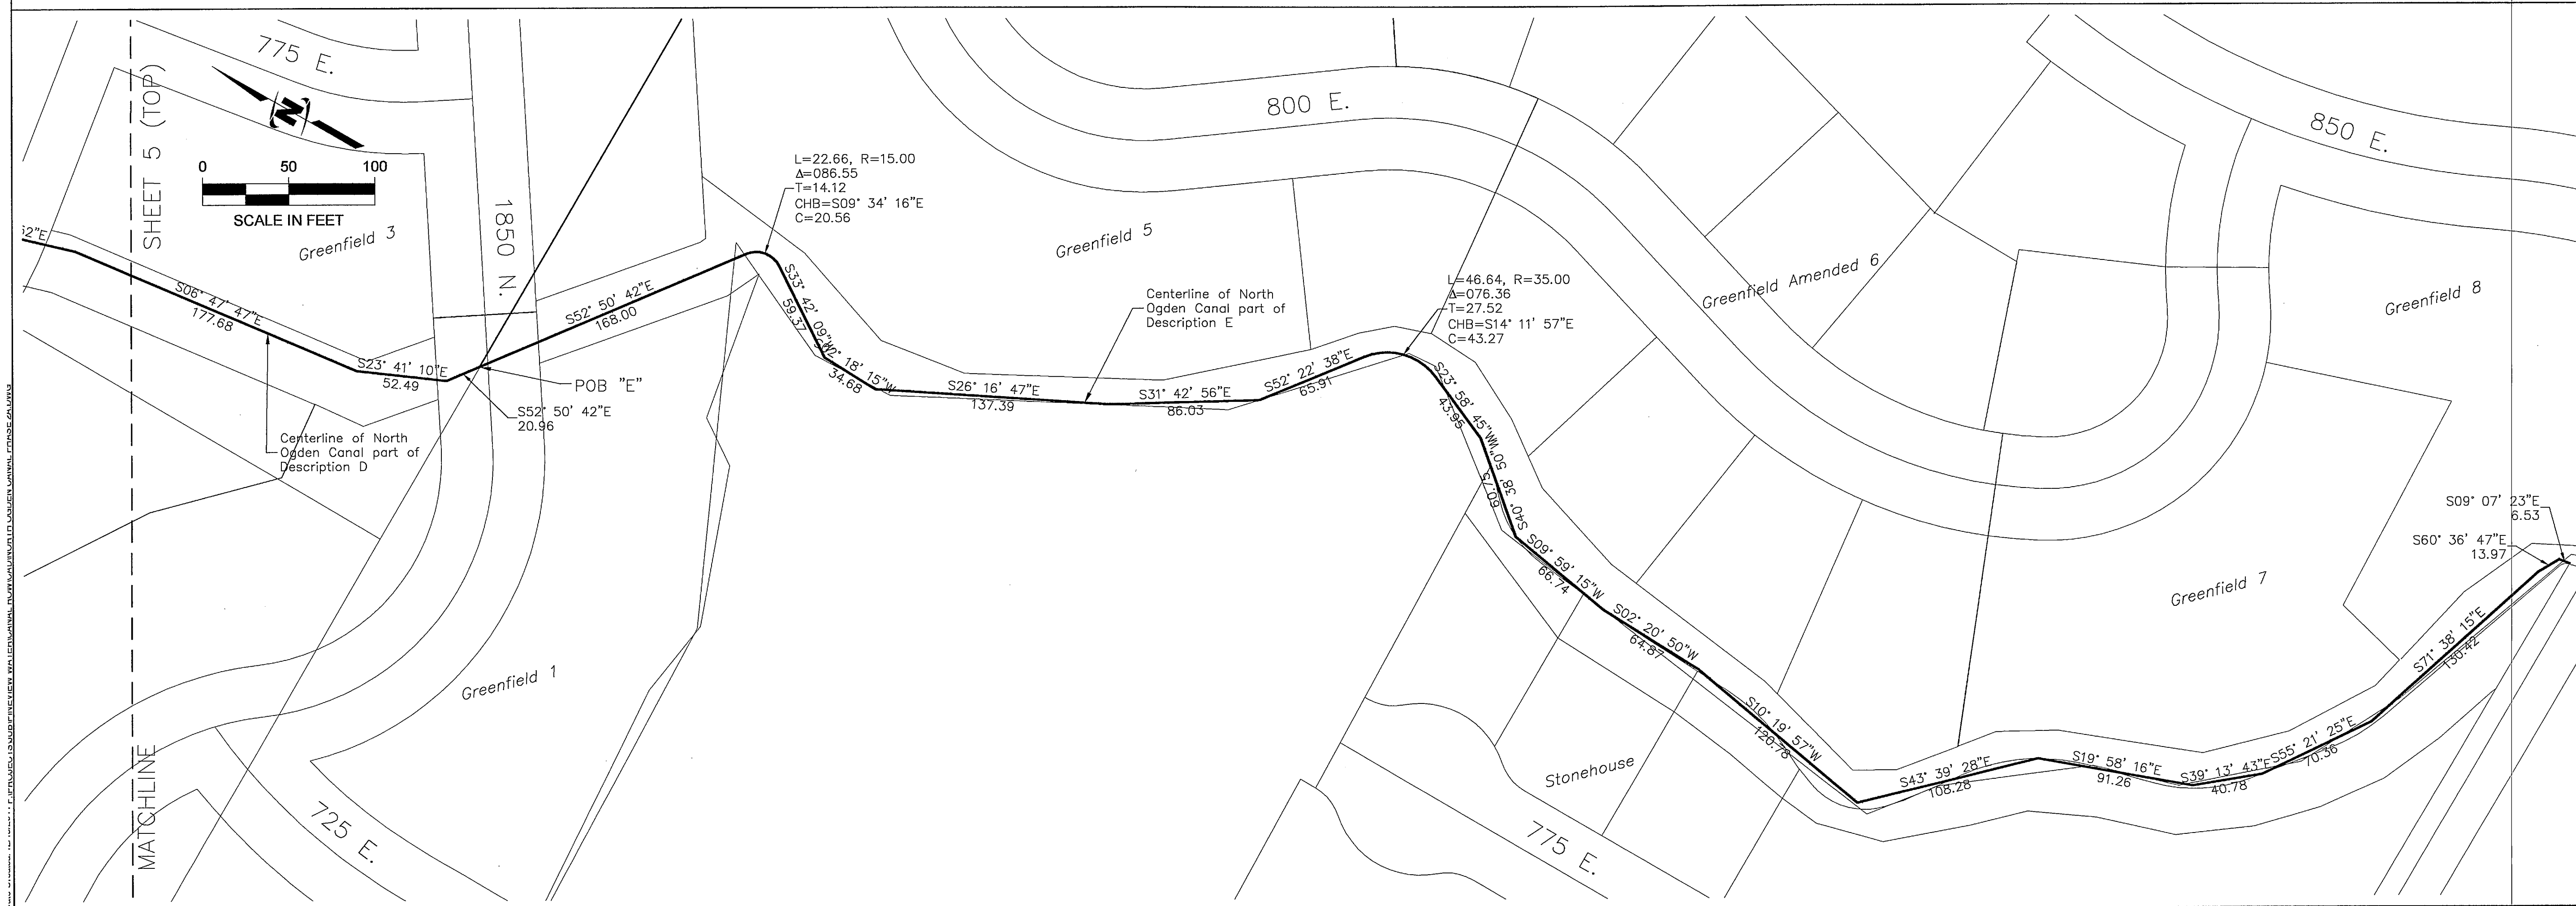 775 E.
SHEET 5 (TOP)
N
0 50 100
SCALE IN FEET
1850 N.
Greenfield 3
52"E
S06° 47' 47"E
177.68
S23° 41' 10"E
52.49
S52° 50' 42"E
168.00
POB "E"
S52° 50' 42"E
20.96
Centerline of North
Ogden Canal part of
Description D
L=22.66, R=15.00
Δ=086.55
T=14.12
CHB=S09° 34' 16"E
C=20.56
S33° 42' 09"W
59.37
S02° 18' 15"W
34.68
S26° 16' 47"E
137.39
S31° 42' 56"E
86.03
Centerline of North
Ogden Canal part of
Description E
Greenfield 5
S52° 22' 38"E
65.91
L=46.64, R=35.00
Δ=076.36
T=27.52
CHB=S14° 11' 57"E
C=43.27
800 E.
Greenfield Amended 6
850 E.
Greenfield 8
S23° 58' 45"W
43.95
S40° 38' 50"W
60.75
S09° 59' 15"W
66.74
S02° 20' 50"W
64.87
S10° 19' 57"W
120.78
S43° 39' 28"E
108.28
S19° 58' 16"E
91.26
S39° 13' 43"E
40.78
S55° 21' 25"E
70.36
S71° 38' 15"E
130.42
S60° 36' 47"E
13.97
S09° 07' 23"E
6.53
Greenfield 7
Greenfield 1
Stonehouse
775 E.
725 E.
MATCHLINE